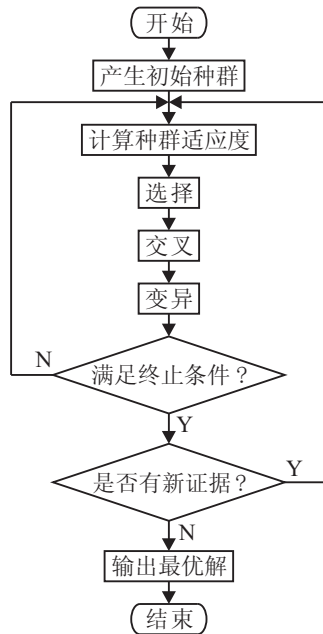 开始
产生初始种群
计算种群适应度
选择
交叉
变异
N
满足终止条件？
Y
是否有新证据？
Y
N
输出最优解
结束